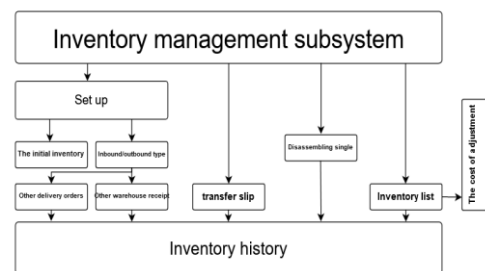 Inventory management subsystem
Set up
The initial inventory
Inbound/outbound type
Disassembling single
Other delivery orders
Other warehouse receipt
transfer slip
Inventory list
The cost of adjustment
Inventory history